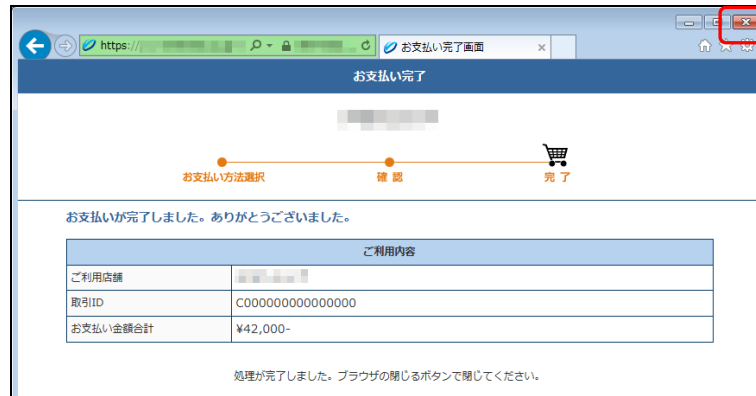 https://
お支払い完了画面
お支払い完了
お支払い方法選択
確 認
完 了
お支払いが完了しました。ありがとうございました。
ご利用内容
ご利用店舗
取引ID C000000000000000
お支払い金額合計 ¥42,000-
処理が完了しました。ブラウザの閉じるボタンで閉じてください。